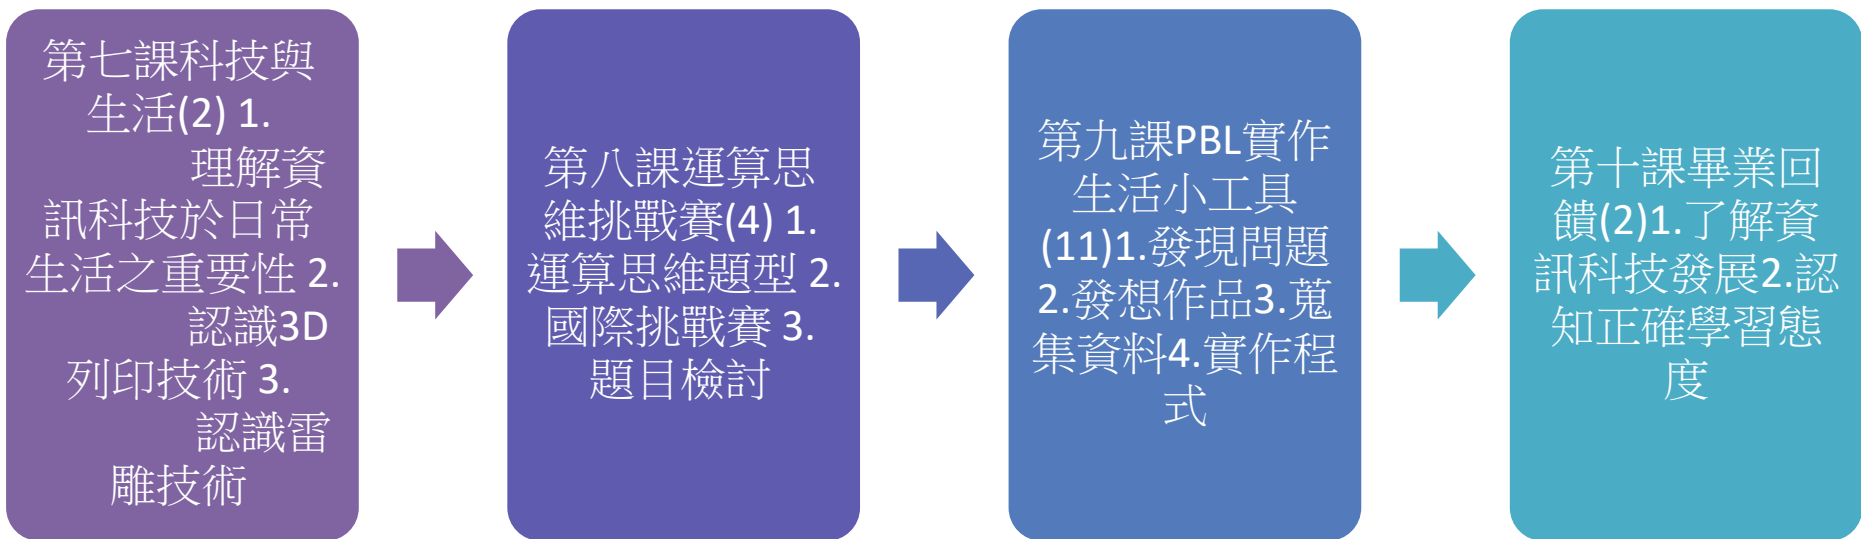 第七課科技與
生活(2) 1.
理解資
訊科技於日常
生活之重要性 2.
認識3D
列印技術 3.
認識雷
雕技術
第八課運算思
維挑戰賽(4) 1.
運算思維題型 2.
國際挑戰賽 3.
題目檢討
第九課PBL實作
生活小工具
(11)1.發現問題
2.發想作品3.蒐
集資料4.實作程
式
第十課畢業回
饋(2)1.了解資
訊科技發展2.認
知正確學習態
度